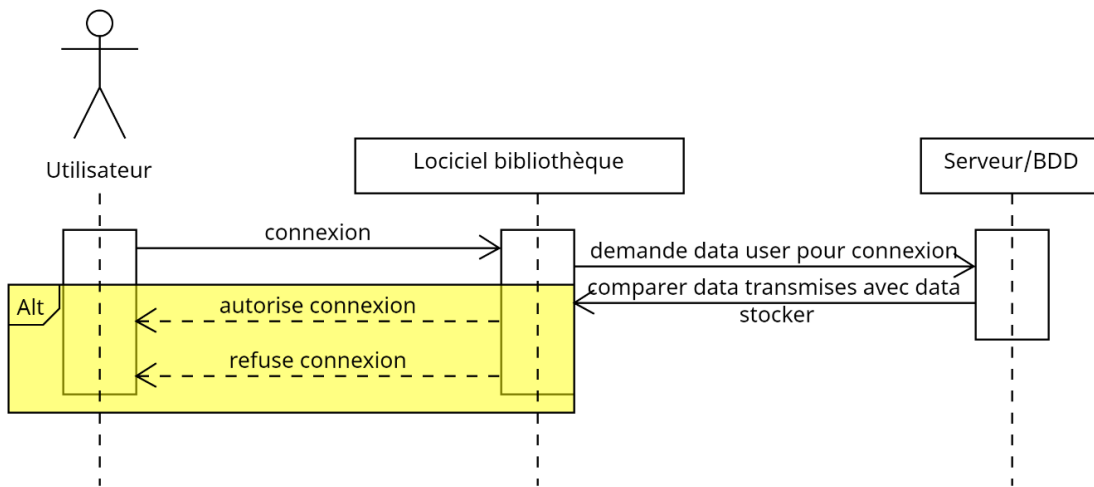 Utilisateur
Lociciel bibliothèque
Serveur/BDD
connexion
demande data user pour connexion
comparer data transmises avec data
stocker
Alt
autorise connexion
refuse connexion